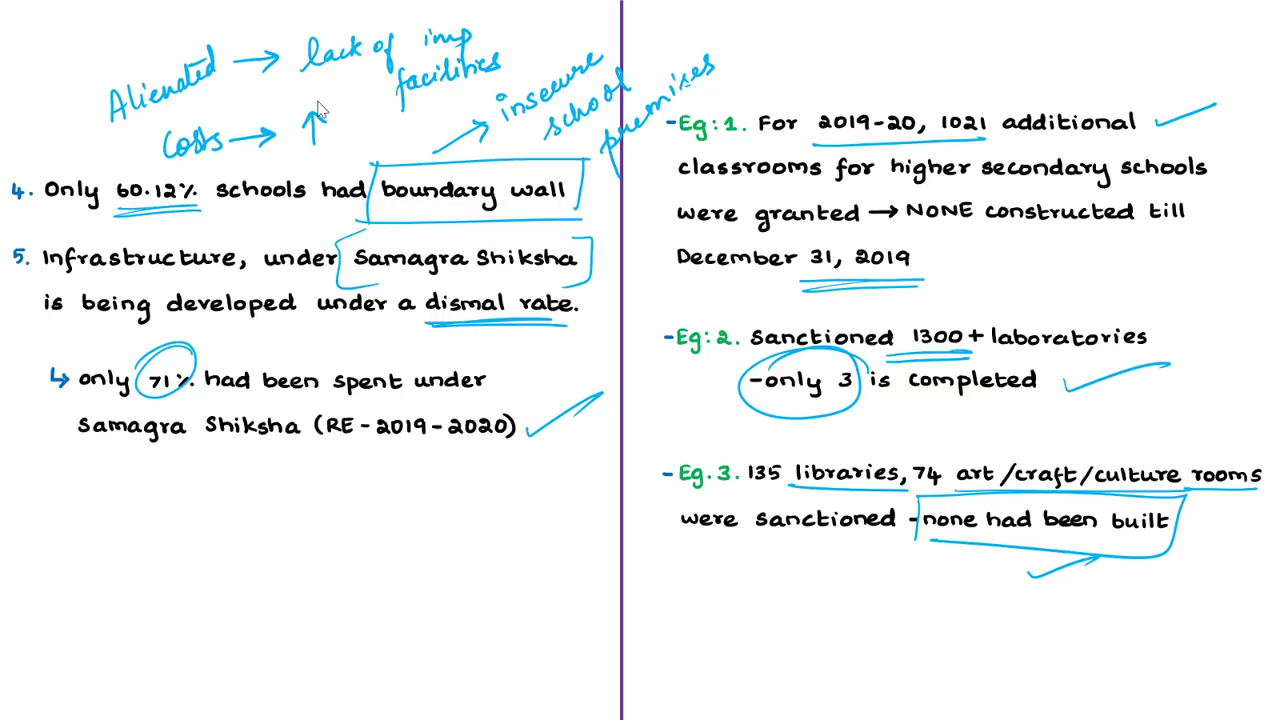 Alienated → lack of imp
facilities
Costs → ↑
→ insecure
school
premises
4. Only 60.12% schools had boundary wall
5. Infrastructure, under Samagra Shiksha
is being developed under a dismal rate.
↳ only 71% had been spent under
Samagra Shiksha (RE-2019-2020)
-Eg:1. For 2019-20, 1021 additional
classrooms for higher secondary schools
were granted → NONE constructed till
December 31, 2019
-Eg:2. Sanctioned 1300+ laboratories
-only 3 is completed
-Eg.3. 135 libraries, 74 art/craft/culture rooms
were sanctioned - none had been built